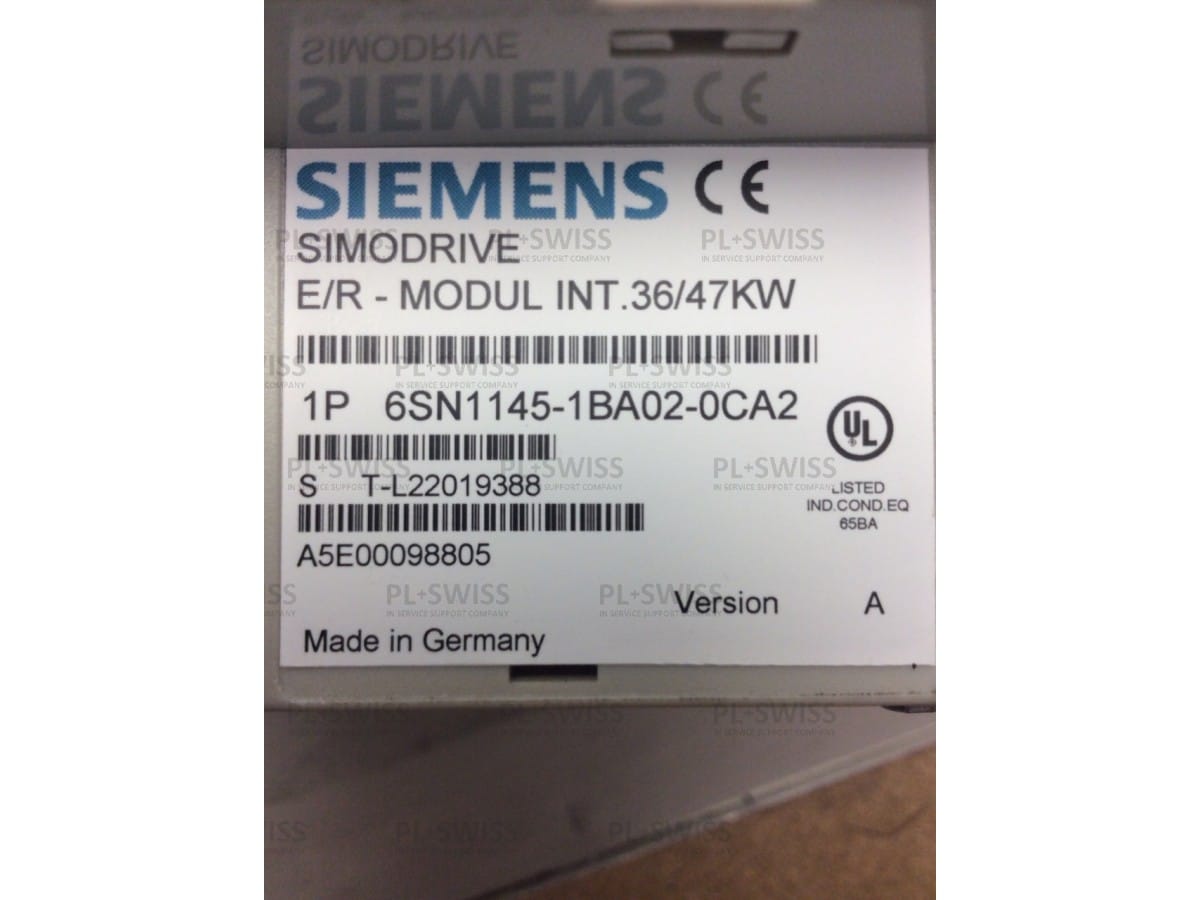 SIMODRIVE
SIEMENS CE
SIEMENS CE
SIMODRIVE
E/R - MODUL INT.36/47KW
1P 6SN1145-1BA02-0CA2
S T-L22019388
A5E00098805
UL
LISTED
IND.COND.EQ
65BA
Version A
Made in Germany
PL+SWISS
IN SERVICE SUPPORT COMPANY